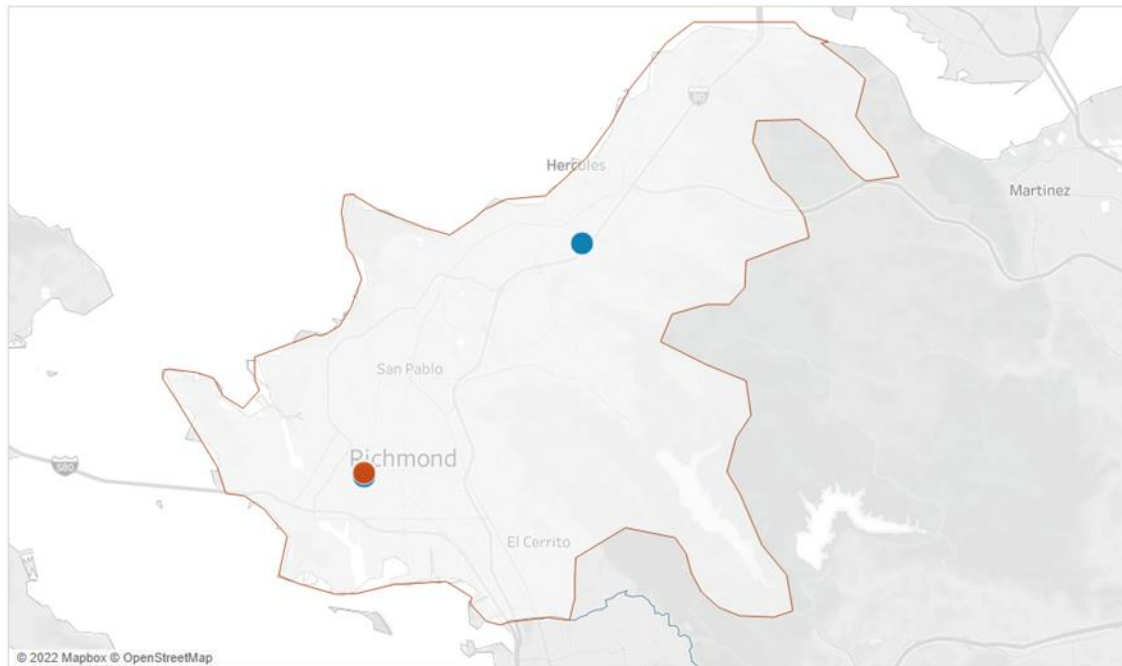 80
Hercules
Martinez
San Pablo
Richmond
580
El Cerrito
© 2022 Mapbox © OpenStreetMap